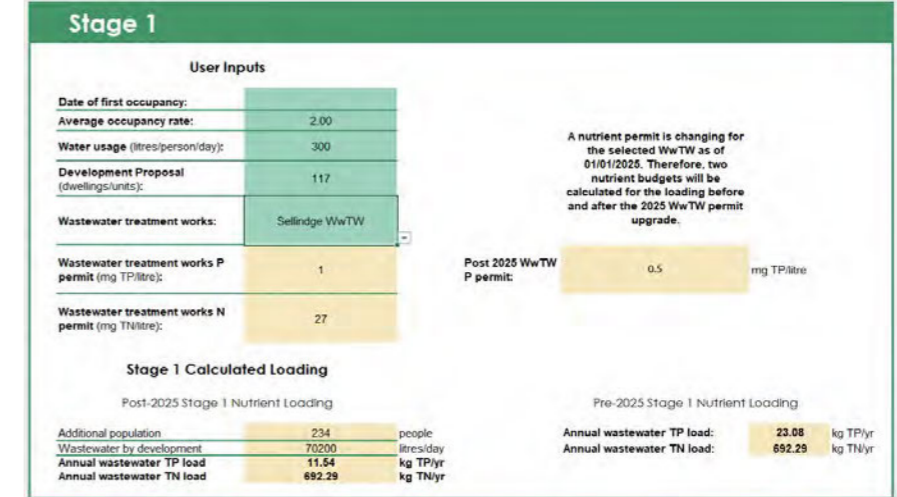 Stage 1
User Inputs
Date of first occupancy:
Average occupancy rate: 2.00
Water usage (litres/person/day): 300
Development Proposal
(dwellings/units): 117
Wastewater treatment works: Sellindge WwTW
Wastewater treatment works P
permit (mg TP/litre): 1
Wastewater treatment works N
permit (mg TN/litre): 27
A nutrient permit is changing for
the selected WwTW as of
01/01/2025. Therefore, two
nutrient budgets will be
calculated for the loading before
and after the 2025 WwTW permit
upgrade.
Post 2025 WwTW
P permit: 0.5 mg TP/litre
Stage 1 Calculated Loading
Post-2025 Stage 1 Nutrient Loading
Additional population 234 people
Wastewater by development 70200 litres/day
Annual wastewater TP load 11.54 kg TP/yr
Annual wastewater TN load 692.29 kg TN/yr
Pre-2025 Stage 1 Nutrient Loading
Annual wastewater TP load: 23.08 kg TP/yr
Annual wastewater TN load: 692.29 kg TN/yr